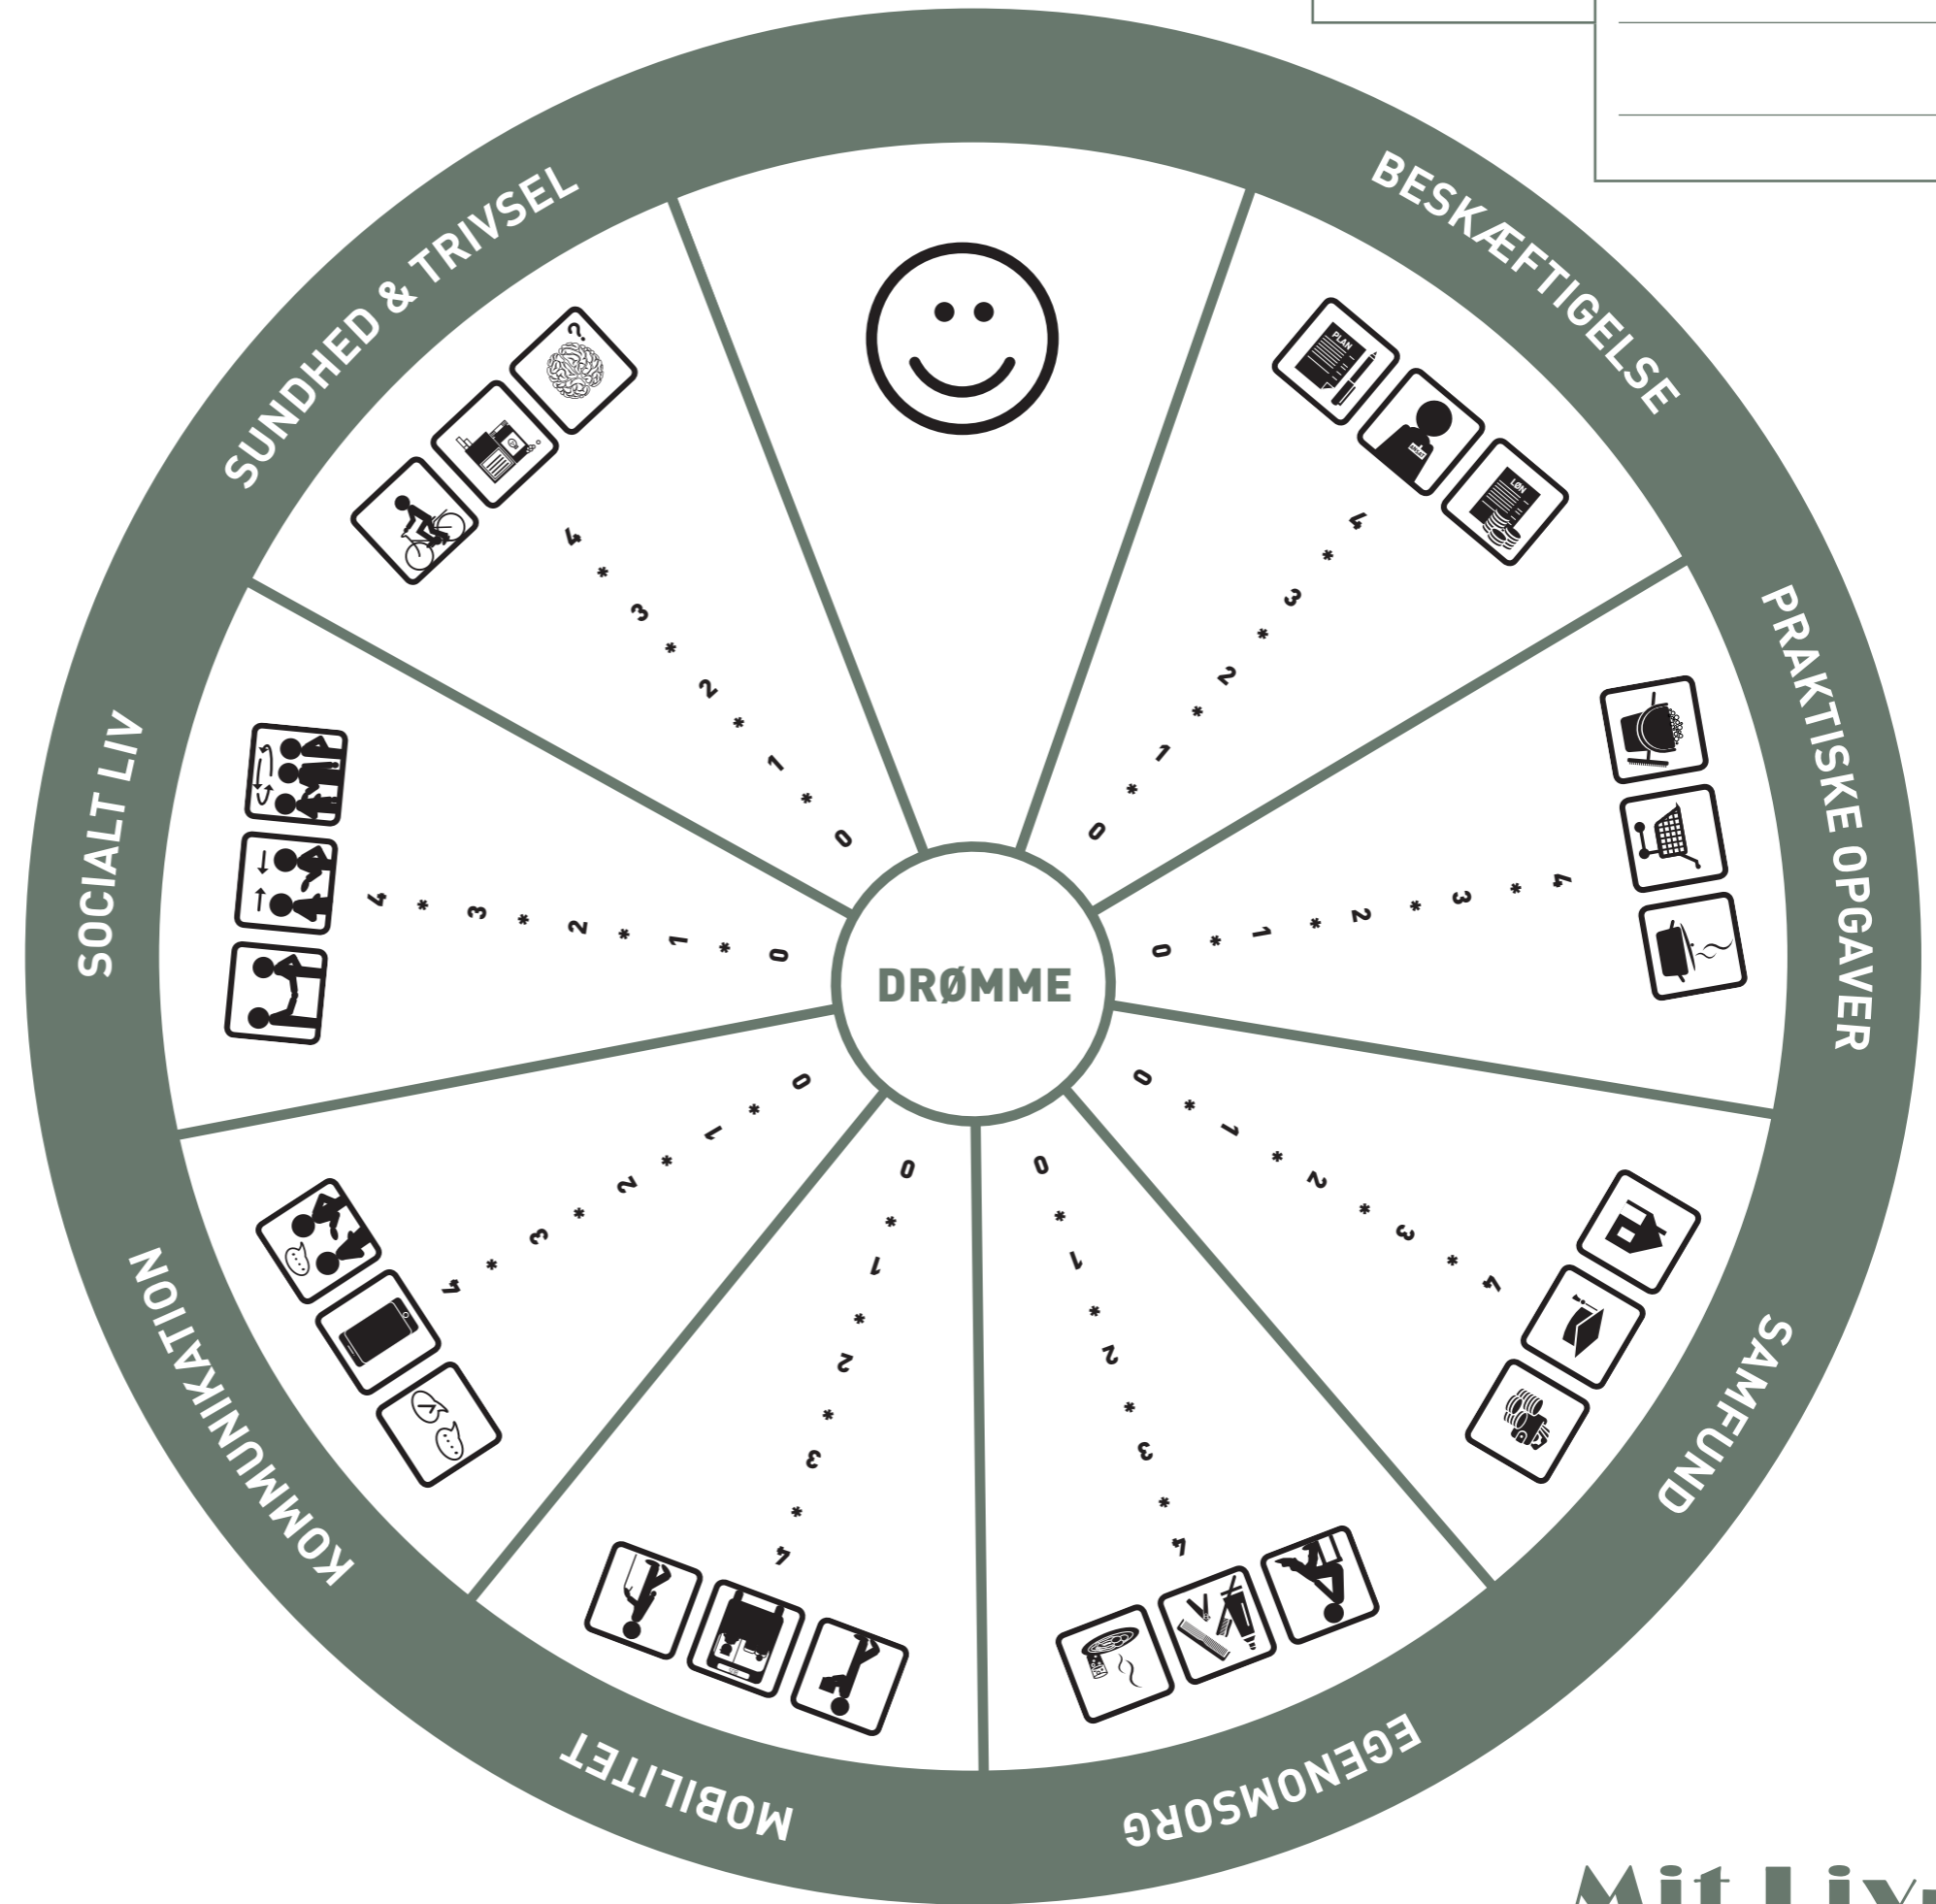 BESKÆFTIGELSE
PLAN
LØN
4 * 3 * 2 * 1 * 0
PRAKTISKE OPGAVER
0 * 1 * 2 * 3 * 4
SAMFUND
0 * 1 * 2 * 3 * 4
EGENOMSORG
0 * 1 * 2 * 3 * 4
MOBILITET
0 * 1 * 2 * 3 * 4
KOMMUNIKATION
0 * 1 * 2 * 3 * 4
SOCIALT LIV
4 * 3 * 2 * 1 * 0
SUNDHED & TRIVSEL
?
4 * 3 * 2 * 1 * 0
DRØMME
Mit Liv